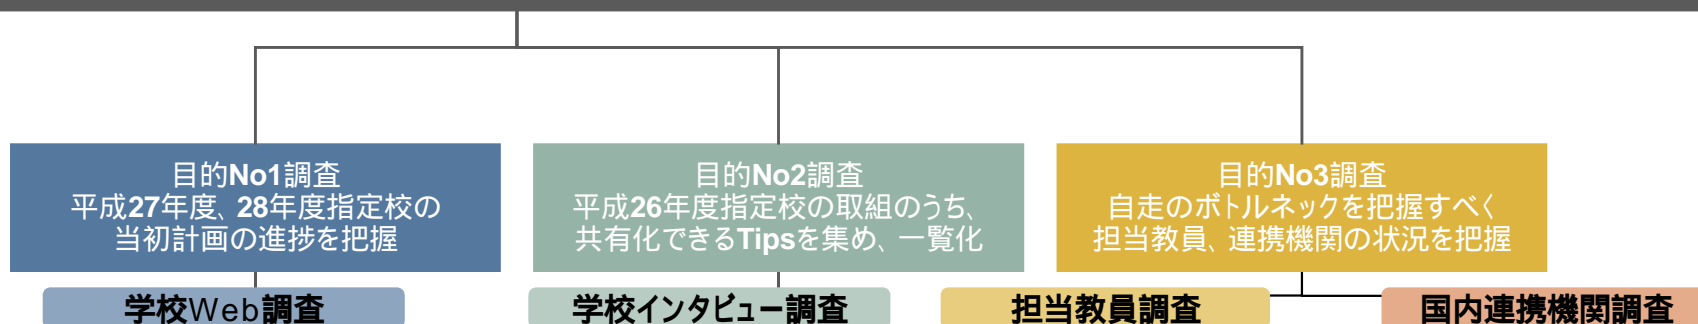 目的No1調査
平成27年度、28年度指定校の
当初計画の進捗を把握
目的No2調査
平成26年度指定校の取組のうち、
共有化できるTipsを集め、一覧化
目的No3調査
自走のボトルネックを把握すべく
担当教員、連携機関の状況を把握
学校Web調査
学校インタビュー調査
担当教員調査
国内連携機関調査